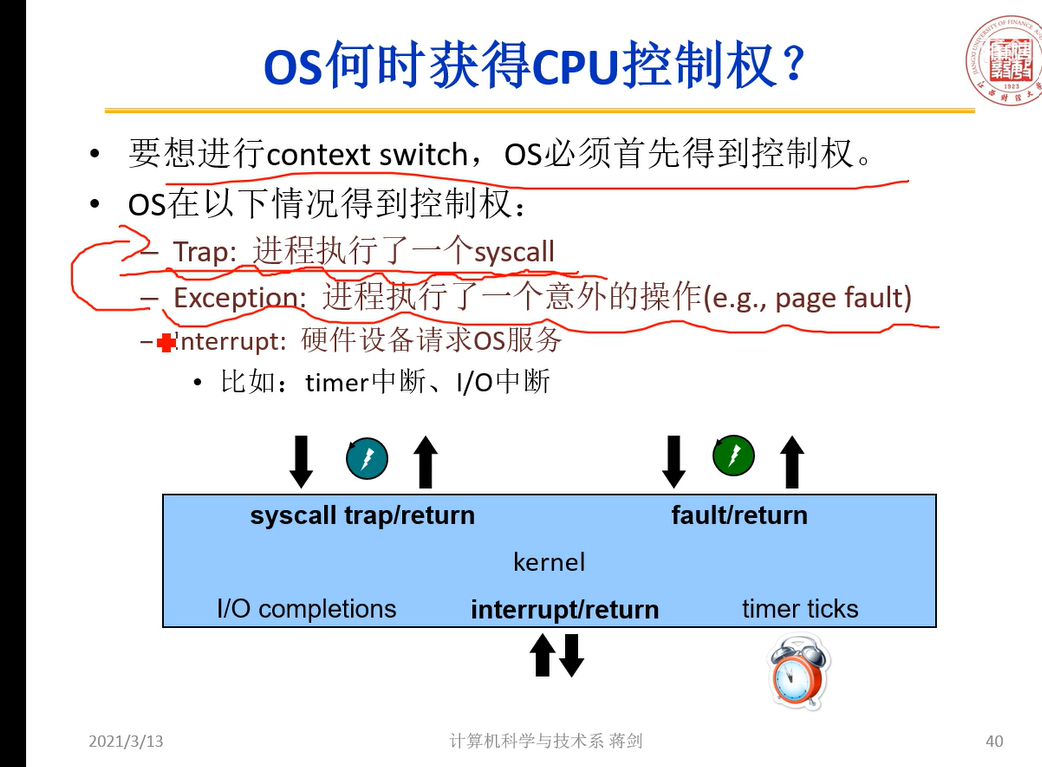 OS何时获得CPU控制权？
• 要想进行context switch，OS必须首先得到控制权。
• OS在以下情况得到控制权：
– Trap: 进程执行了一个syscall
– Exception: 进程执行了一个意外的操作(e.g., page fault)
– Interrupt: 硬件设备请求OS服务
• 比如：timer中断、I/O中断
syscall trap/return fault/return
kernel
I/O completions interrupt/return timer ticks
2021/3/13 计算机科学与技术系 蒋剑 40